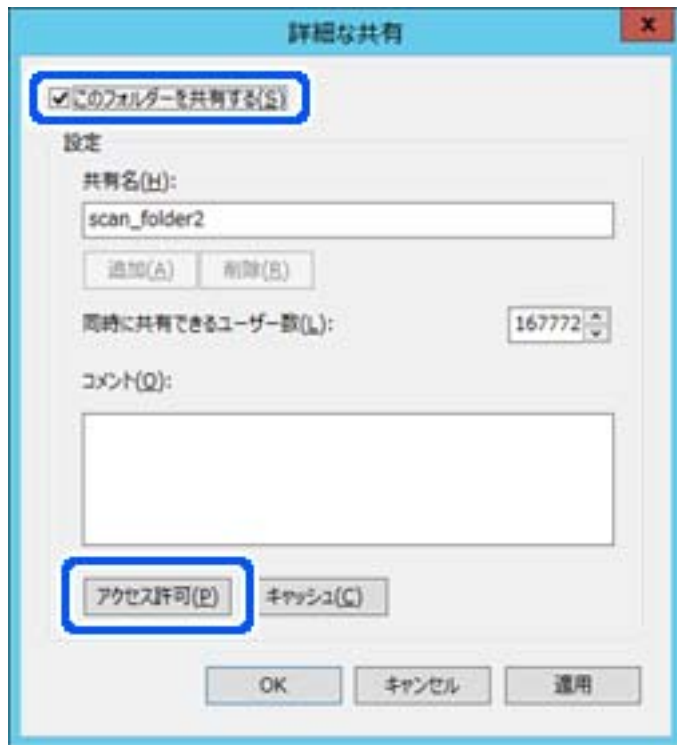 詳細な共有
x
このフォルダーを共有する(S)
設定
共有名(H):
scan_folder2
追加(A) 削除(R)
同時に共有できるユーザー数(L): 167772
コメント(O):
アクセス許可(P) キャッシュ(C)
OK キャンセル 適用